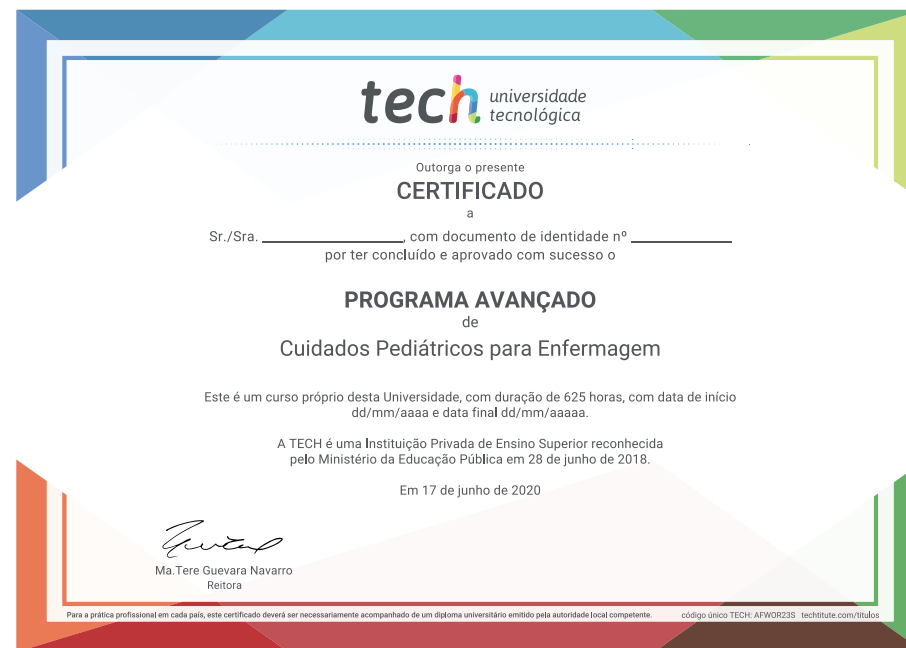 tech universidade
tecnológica
Outorga o presente
CERTIFICADO
a
Sr./Sra. ________________, com documento de identidade nº ____________
por ter concluído e aprovado com sucesso o
PROGRAMA AVANÇADO
de
Cuidados Pediátricos para Enfermagem
Este é um curso próprio desta Universidade, com duração de 625 horas, com data de início
dd/mm/aaaa e data final dd/mm/aaaaa.
A TECH é uma Instituição Privada de Ensino Superior reconhecida
pelo Ministério da Educação Pública em 28 de junho de 2018.
Em 17 de junho de 2020
Ma.Tere Guevara Navarro
Reitora
Para a prática profissional em cada país, este certificado deverá ser necessariamente acompanhado de um diploma universitário emitido pela autoridade local competente. código único TECH: AFWOR23S techtitute.com/titulos